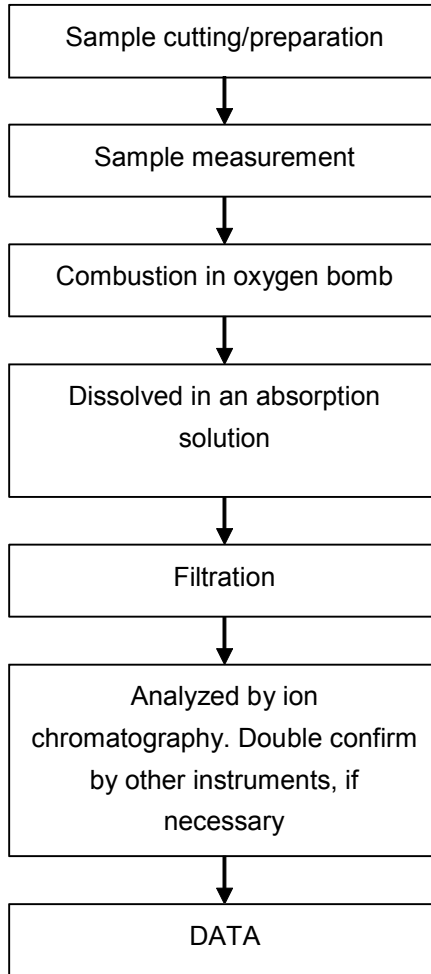 Sample cutting/preparation
Sample measurement
Combustion in oxygen bomb
Dissolved in an absorption
solution
Filtration
Analyzed by ion
chromatography. Double confirm
by other instruments, if
necessary
DATA